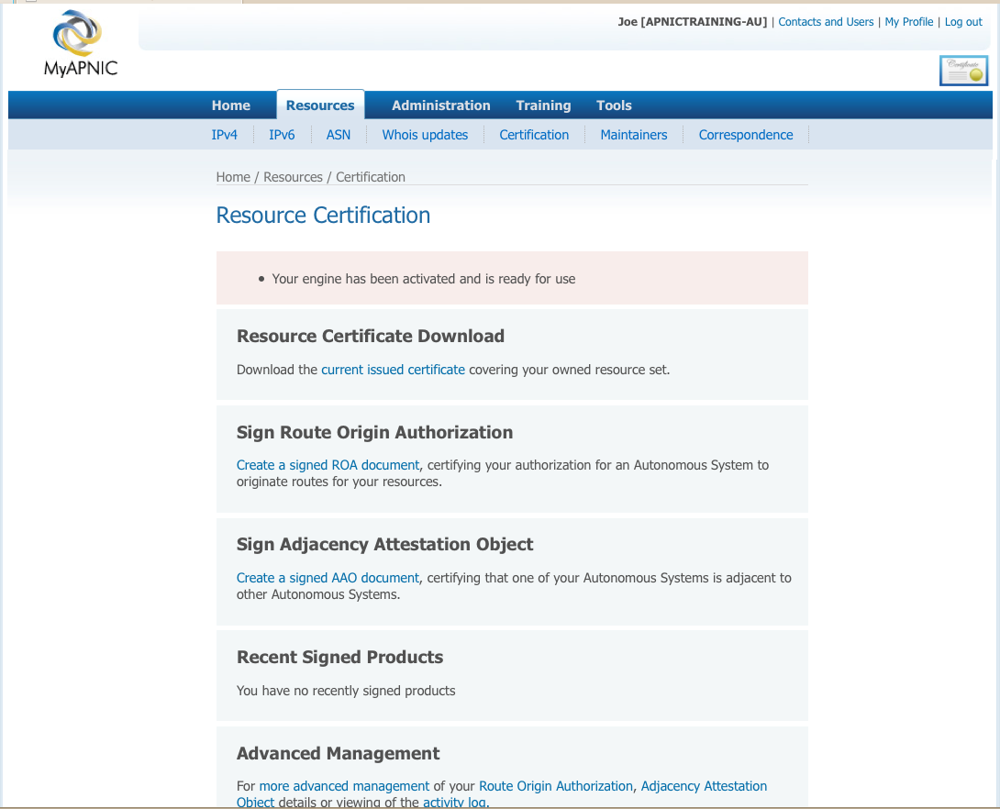 Joe [APNICTRAINING-AU] | Contacts and Users | My Profile | Log out
MyAPNIC
Certificate
Home Resources Administration Training Tools
IPv4 IPv6 ASN Whois updates Certification Maintainers Correspondence
Home / Resources / Certification
Resource Certification
• Your engine has been activated and is ready for use
Resource Certificate Download
Download the current issued certificate covering your owned resource set.
Sign Route Origin Authorization
Create a signed ROA document, certifying your authorization for an Autonomous System to
originate routes for your resources.
Sign Adjacency Attestation Object
Create a signed AAO document, certifying that one of your Autonomous Systems is adjacent to
other Autonomous Systems.
Recent Signed Products
You have no recently signed products
Advanced Management
For more advanced management of your Route Origin Authorization, Adjacency Attestation
Object details or viewing of the activity log.